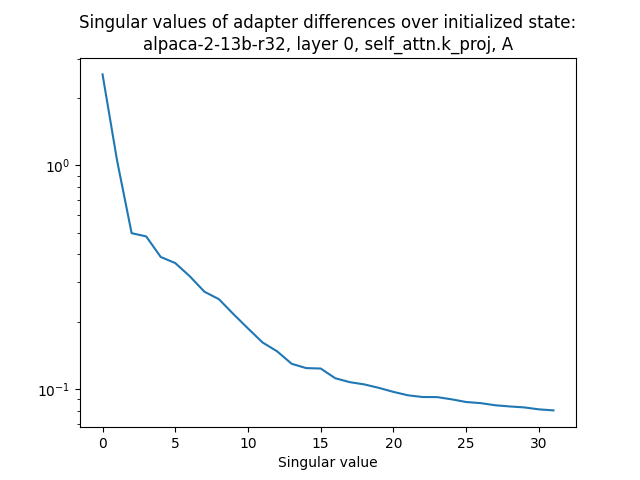 Singular values of adapter differences over initialized state:
alpaca-2-13b-r32, layer 0, self_attn.k_proj, A
10⁰
10⁻¹
0 5 10 15 20 25 30
Singular value